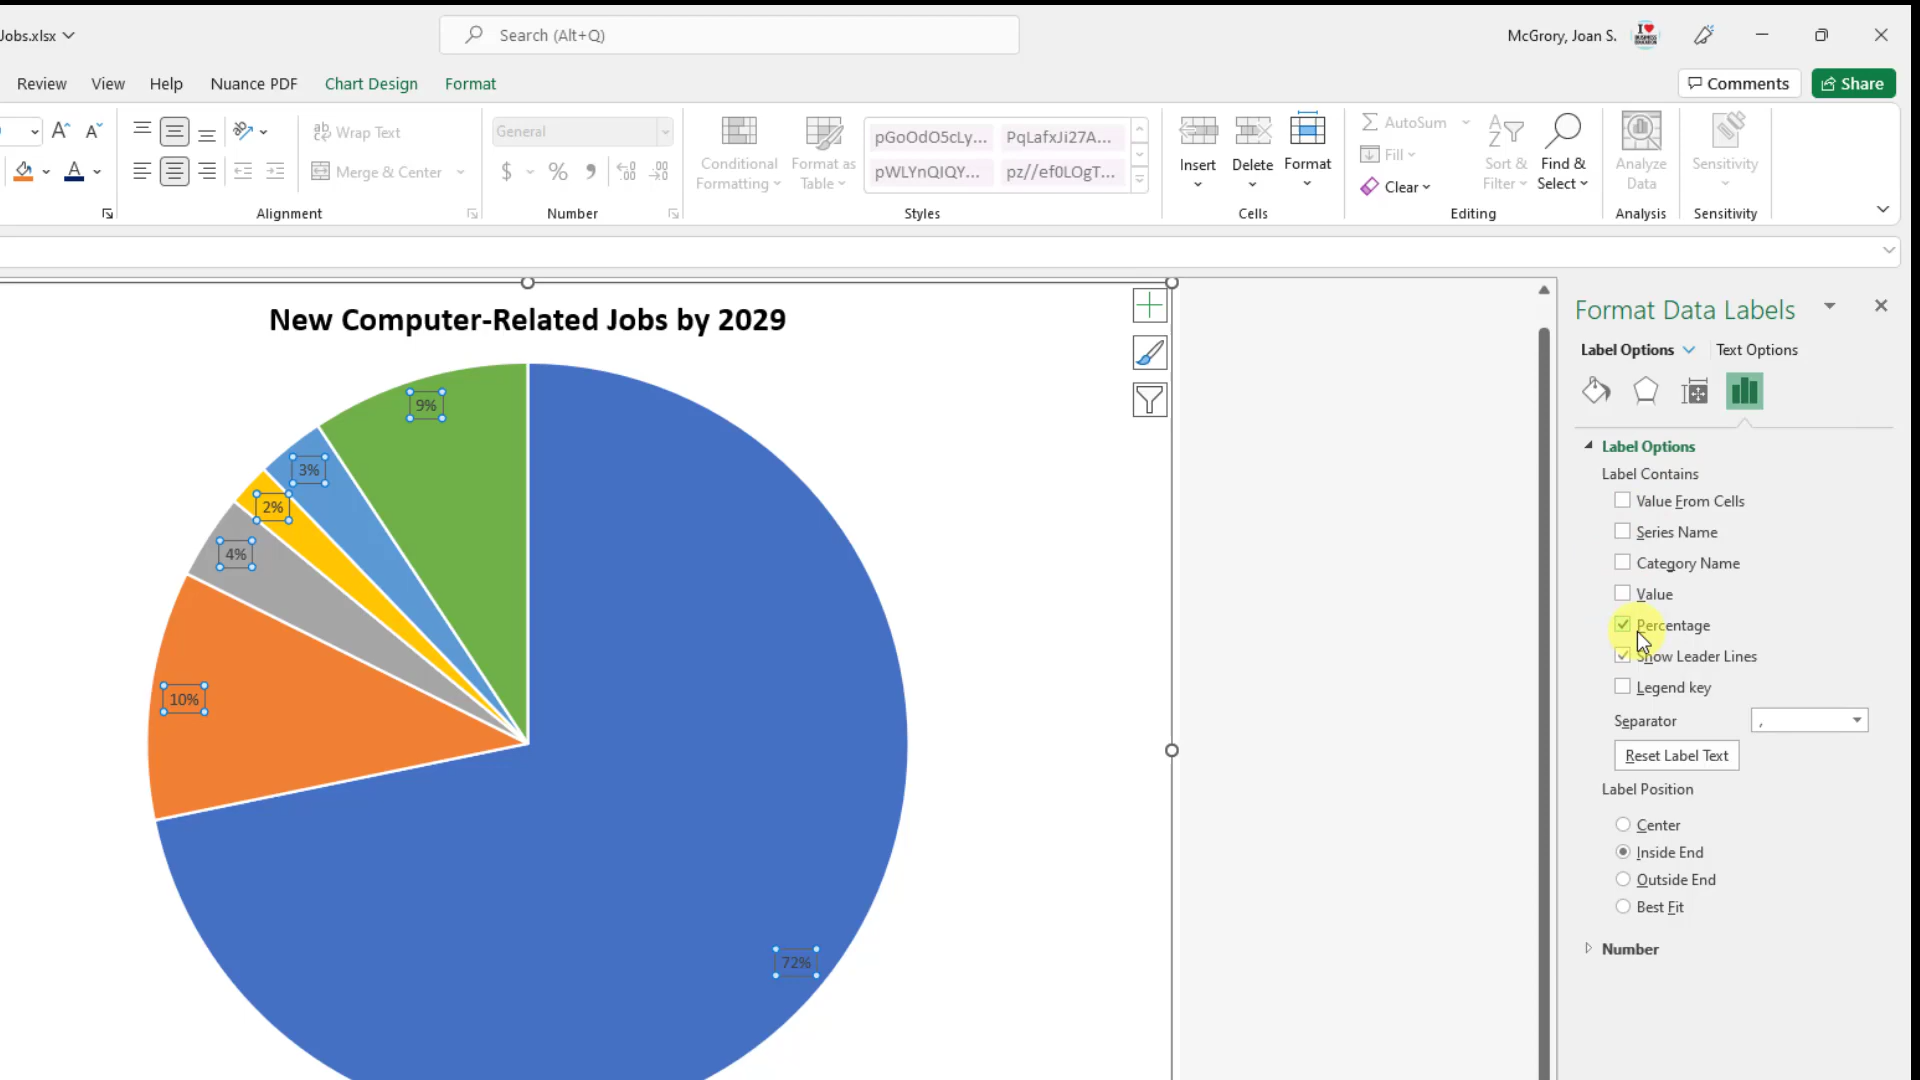 Jobs.xlsx
Search (Alt+Q)
McGrory, Joan S.
Review View Help Nuance PDF Chart Design Format
Comments
Share
Wrap Text
Merge & Center
Alignment
General
$ % ,
Number
Conditional Formatting
Format as Table
pGoOdO5cLy...
PqLafxJi27A...
pWLYnQIQY...
pz//ef0LOgT...
Styles
Insert
Delete
Format
Cells
AutoSum
Fill
Clear
Sort & Filter
Find & Select
Editing
Analyze Data
Analysis
Sensitivity
Sensitivity
New Computer-Related Jobs by 2029
9%
3%
2%
4%
10%
72%
Format Data Labels
Label Options
Text Options
Label Options
Label Contains
Value From Cells
Series Name
Category Name
Value
Percentage
Show Leader Lines
Legend key
Separator ,
Reset Label Text
Label Position
Center
Inside End
Outside End
Best Fit
Number